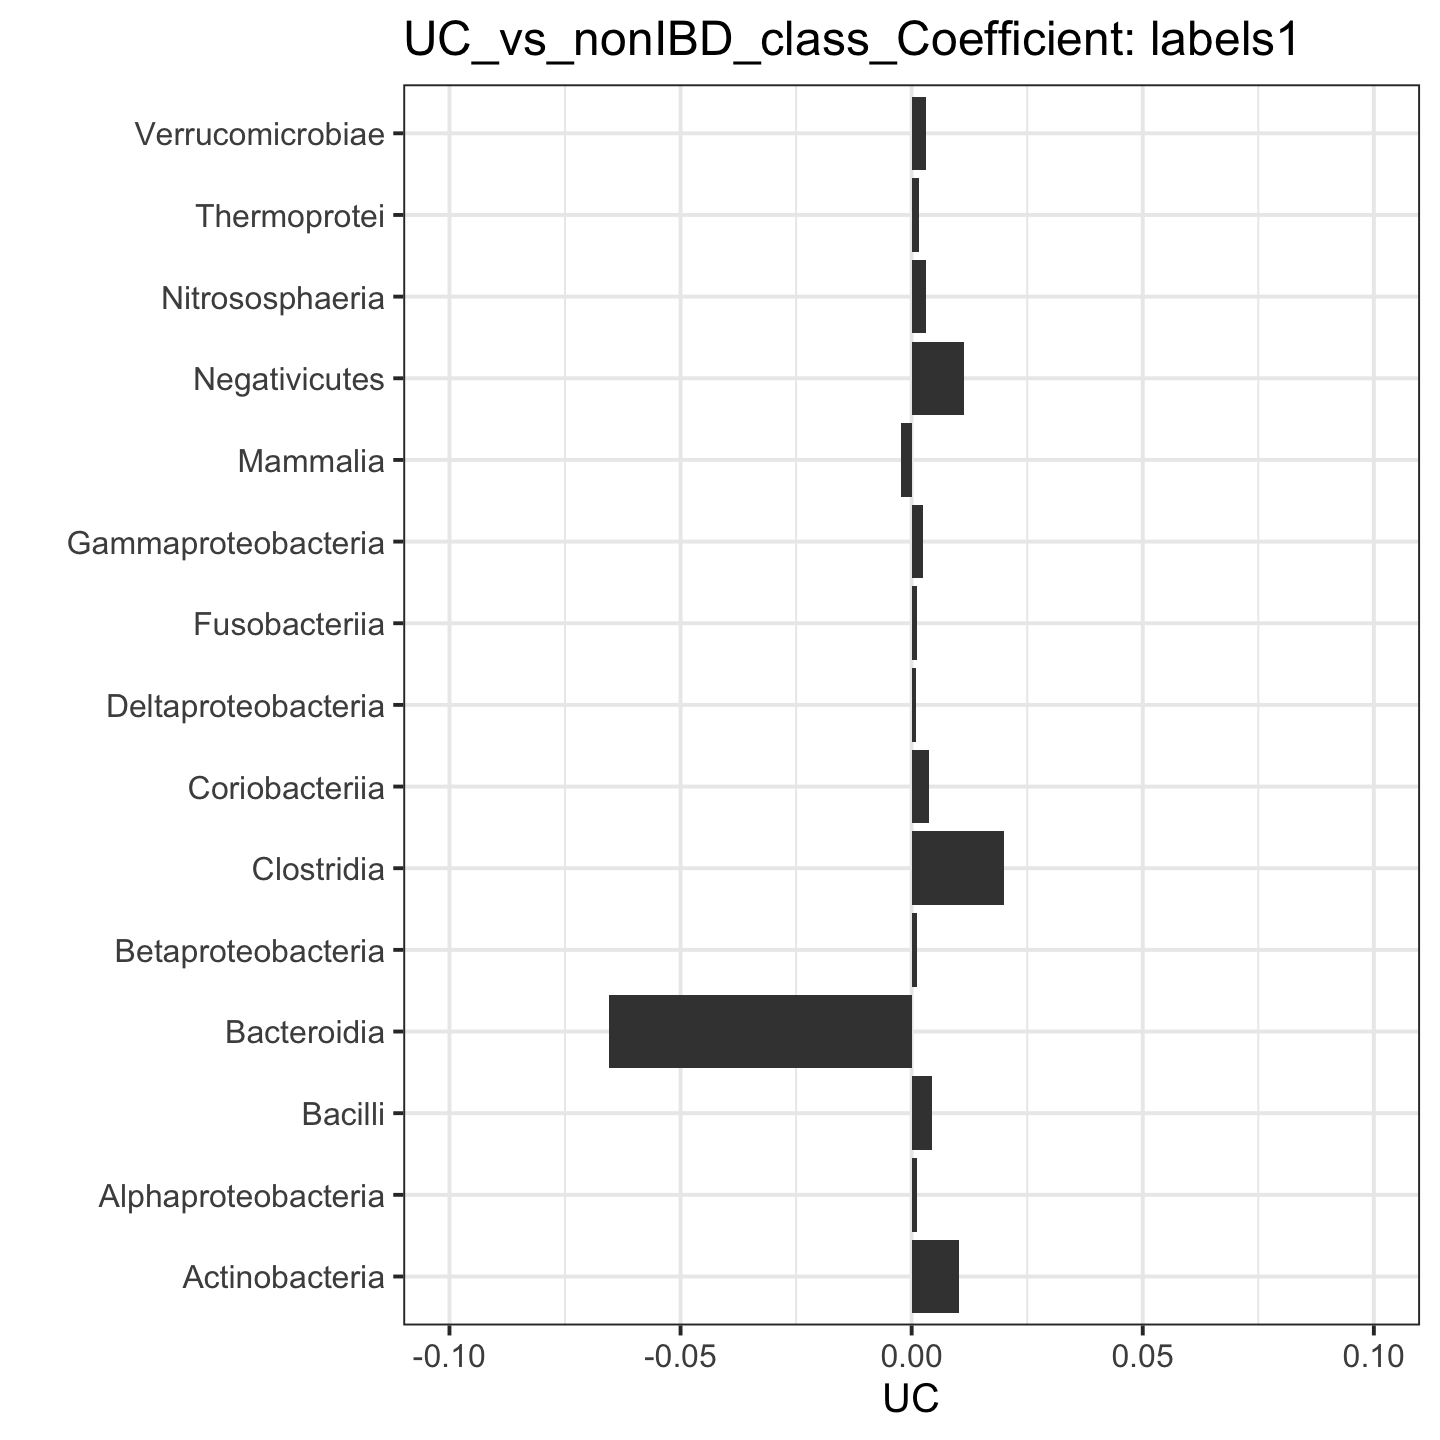 UC_vs_nonIBD_class_Coefficient: labels1
Verrucomicrobiae
Thermoprotei
Nitrososphaeria
Negativicutes
Mammalia
Gammaproteobacteria
Fusobacteriia
Deltaproteobacteria
Coriobacteriia
Clostridia
Betaproteobacteria
Bacteroidia
Bacilli
Alphaproteobacteria
Actinobacteria
-0.10 -0.05 0.00 0.05 0.10
UC